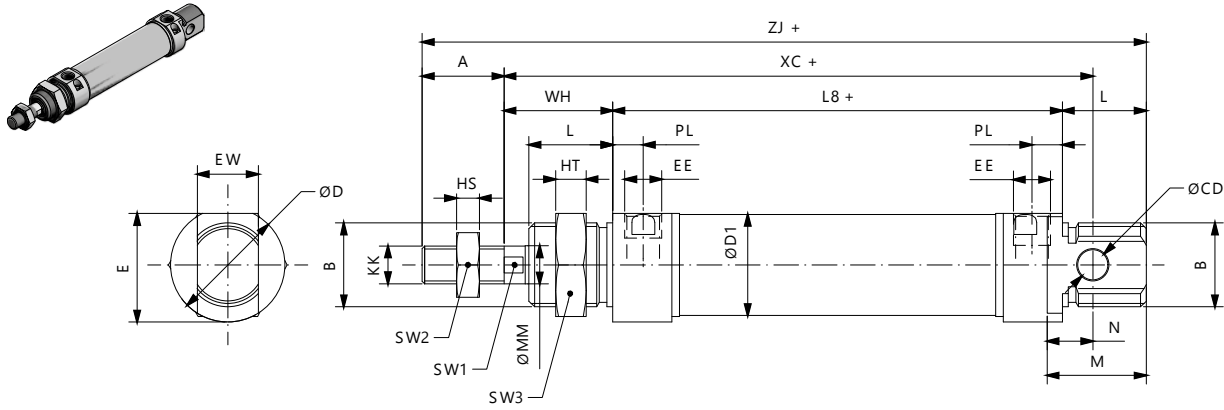 ZJ +
A
XC +
WH
L8 +
L
L
PL
PL
EW
ØD
HS
HT
EE
EE
ØCD
E
B
KK
ØD1
B
SW2
SW1
ØMM
SW3
N
M